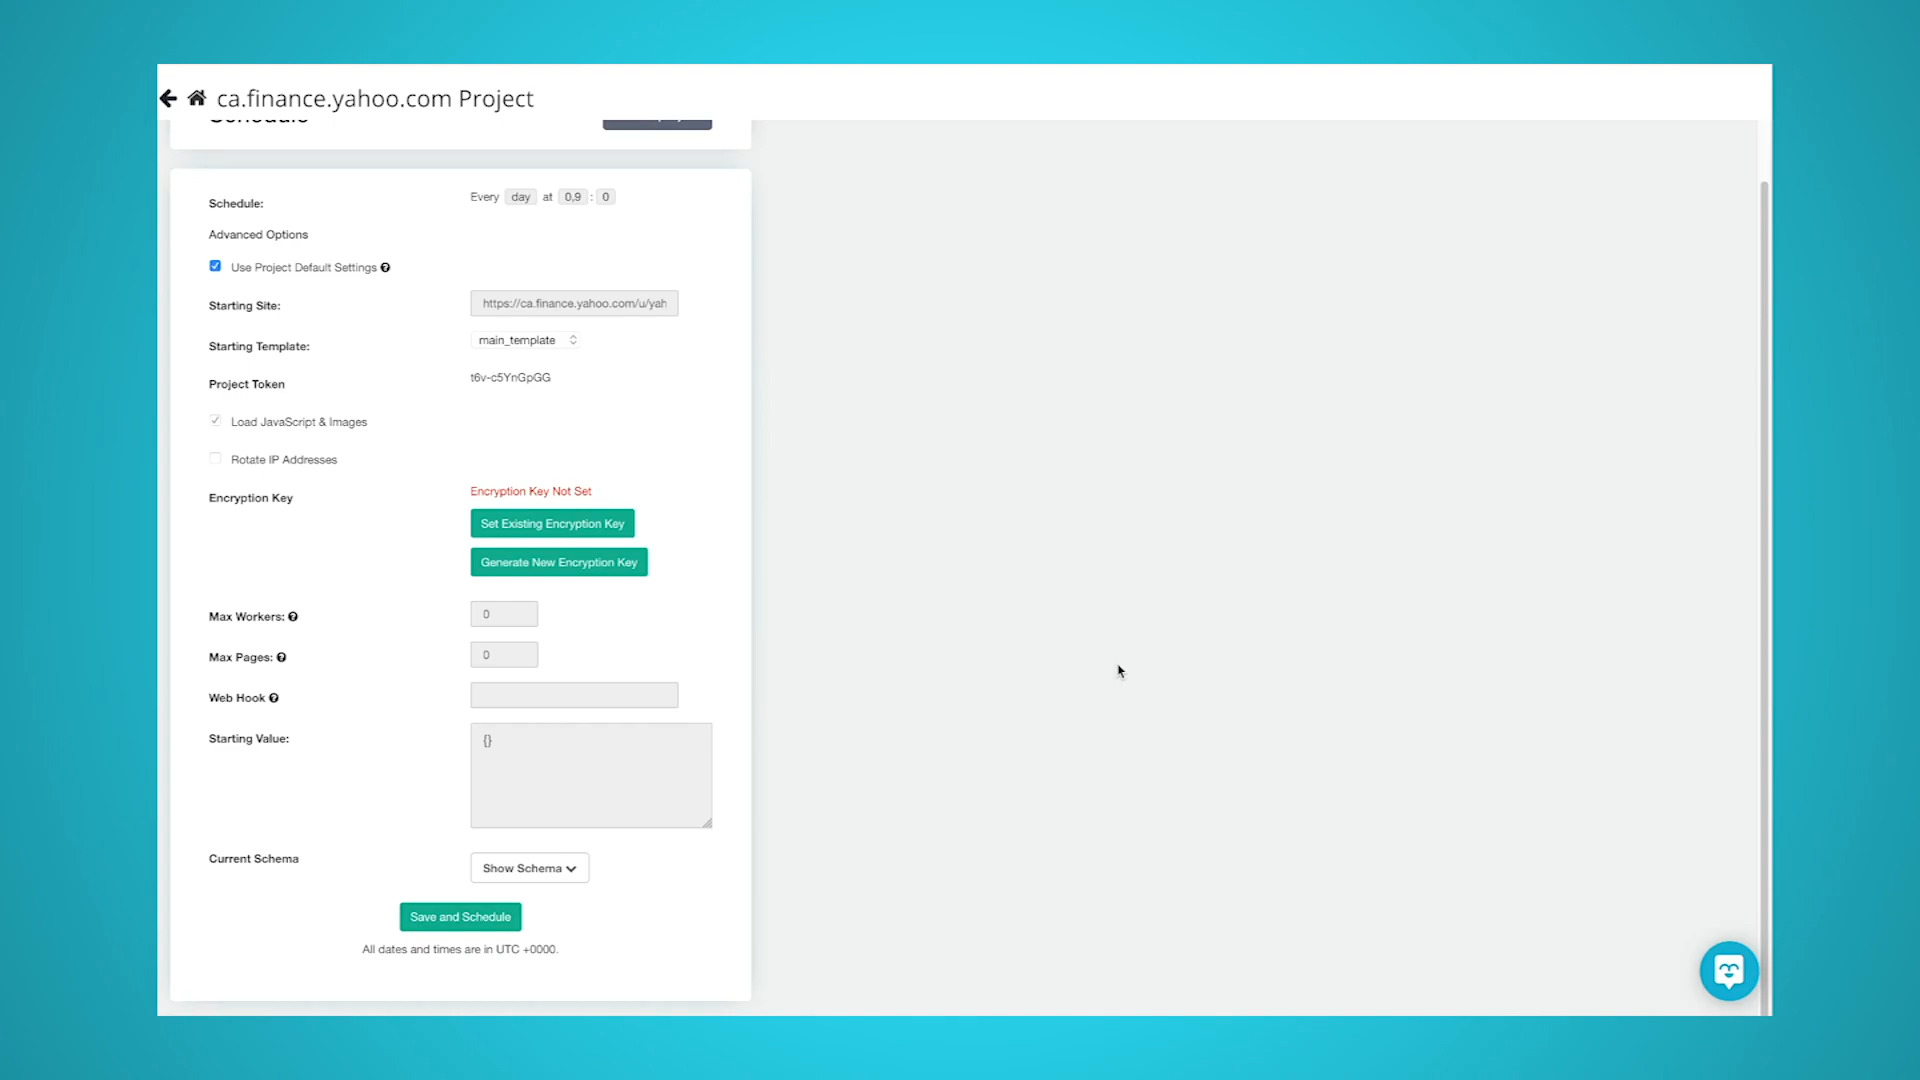 ca.finance.yahoo.com Project
Schedule
Schedule: Every day at 0,9 : 0
Advanced Options
Use Project Default Settings
Starting Site: https://ca.finance.yahoo.com/u/yah
Starting Template: main_template
Project Token t6v-c5YnGpGG
Load JavaScript & Images
Rotate IP Addresses
Encryption Key Encryption Key Not Set
Set Existing Encryption Key
Generate New Encryption Key
Max Workers: 0
Max Pages: 0
Web Hook
Starting Value: {}
Current Schema Show Schema
Save and Schedule
All dates and times are in UTC +0000.